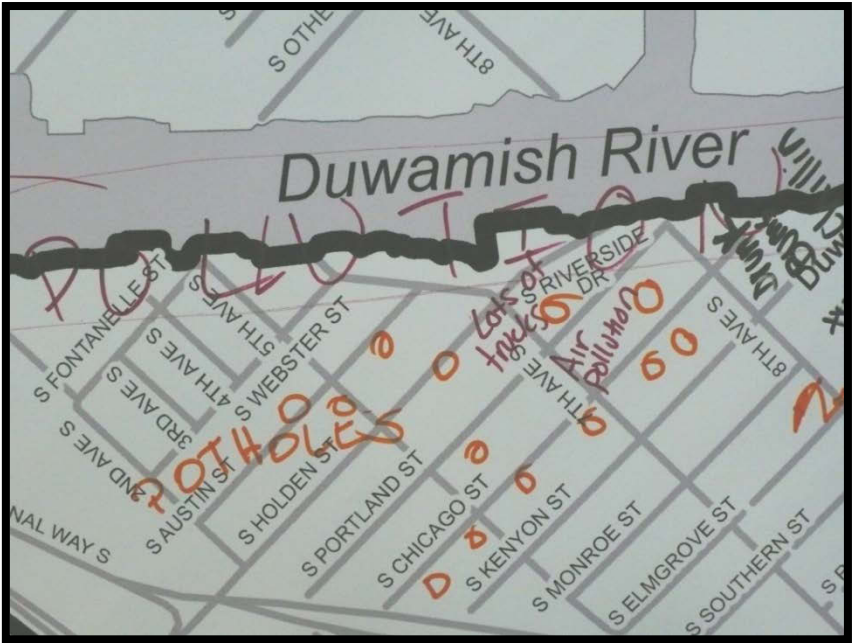 S OTHE
8TH AVE
Duwamish River
POLLUTION
Drunk
S FONTANELLE ST
5TH AVE S
4TH AVE S
3RD AVE S
2ND AVE S
S WEBSTER ST
Lots of
trucks
S RIVERSIDE
DR
Air
pollution
7TH AVE S
8TH AVE S
POTHOLES
S AUSTIN ST
S HOLDEN ST
S PORTLAND ST
S CHICAGO ST
S KENYON ST
S MONROE ST
S ELMGROVE ST
S SOUTHERN ST
NAL WAY S